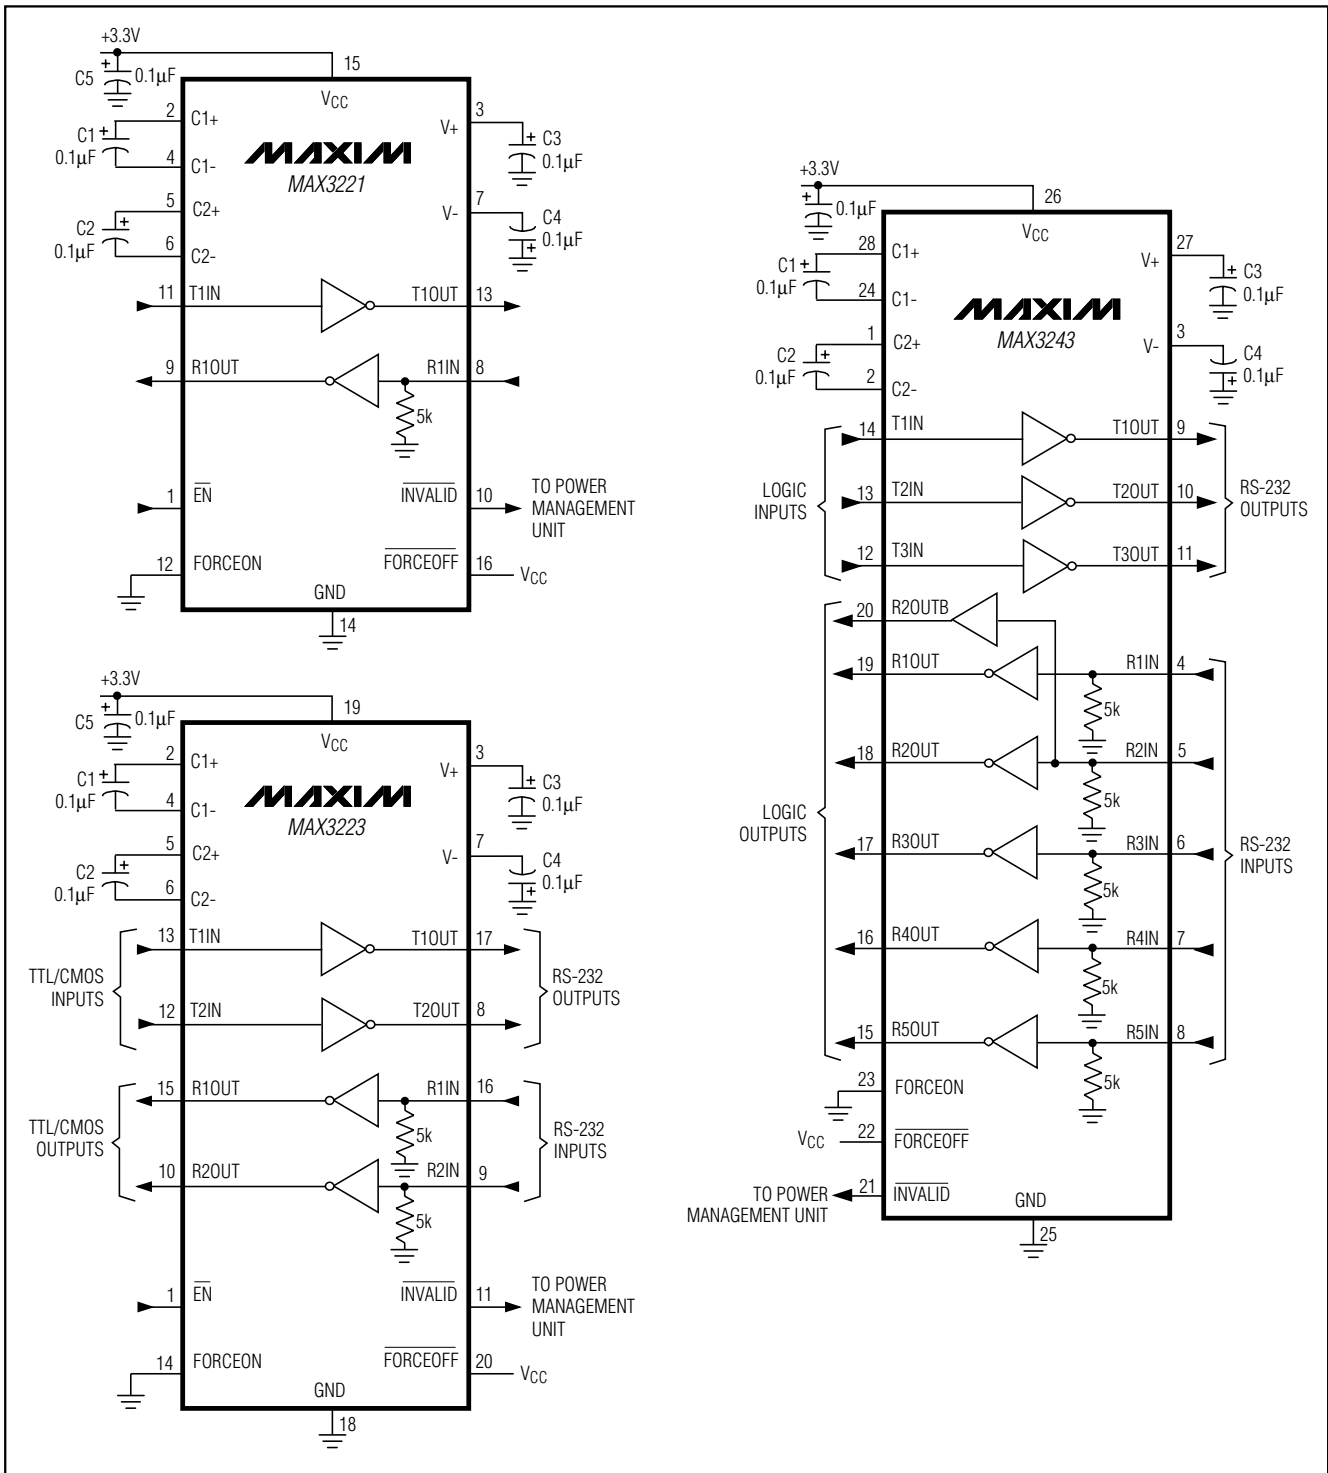 +3.3V
C5
+
0.1µF
15
VCC
2
C1+
C1
+
0.1µF
4
C1-
5
C2+
C2
+
0.1µF
6
C2-
3
V+
+
C3
0.1µF
7
V-
C4
0.1µF
+
MAXIM
MAX3221
11
T1IN
T1OUT
13
9
R1OUT
R1IN
8
5k
1
EN
INVALID
10
TO POWER
MANAGEMENT
UNIT
12
FORCEON
FORCEOFF
16
VCC
GND
14
+3.3V
C5
+
0.1µF
19
VCC
2
C1+
C1
+
0.1µF
4
C1-
5
C2+
C2
+
0.1µF
6
C2-
3
V+
+
C3
0.1µF
7
V-
C4
0.1µF
+
MAXIM
MAX3223
TTL/CMOS
INPUTS
13
T1IN
T1OUT
17
12
T2IN
T2OUT
8
RS-232
OUTPUTS
TTL/CMOS
OUTPUTS
15
R1OUT
R1IN
16
5k
10
R2OUT
R2IN
9
5k
RS-232
INPUTS
1
EN
INVALID
11
TO POWER
MANAGEMENT
UNIT
14
FORCEON
FORCEOFF
20
VCC
GND
18
+3.3V
+
0.1µF
26
VCC
28
C1+
C1
+
0.1µF
24
C1-
1
C2+
C2
+
0.1µF
2
C2-
27
V+
+
C3
0.1µF
3
V-
C4
0.1µF
+
MAXIM
MAX3243
LOGIC
INPUTS
14
T1IN
T1OUT
9
13
T2IN
T2OUT
10
12
T3IN
T3OUT
11
RS-232
OUTPUTS
LOGIC
OUTPUTS
20
R2OUTB
19
R1OUT
R1IN
4
5k
18
R2OUT
R2IN
5
5k
17
R3OUT
R3IN
6
5k
16
R4OUT
R4IN
7
5k
15
R5OUT
R5IN
8
5k
RS-232
INPUTS
23
FORCEON
VCC
22
FORCEOFF
TO POWER
MANAGEMENT UNIT
21
INVALID
GND
25